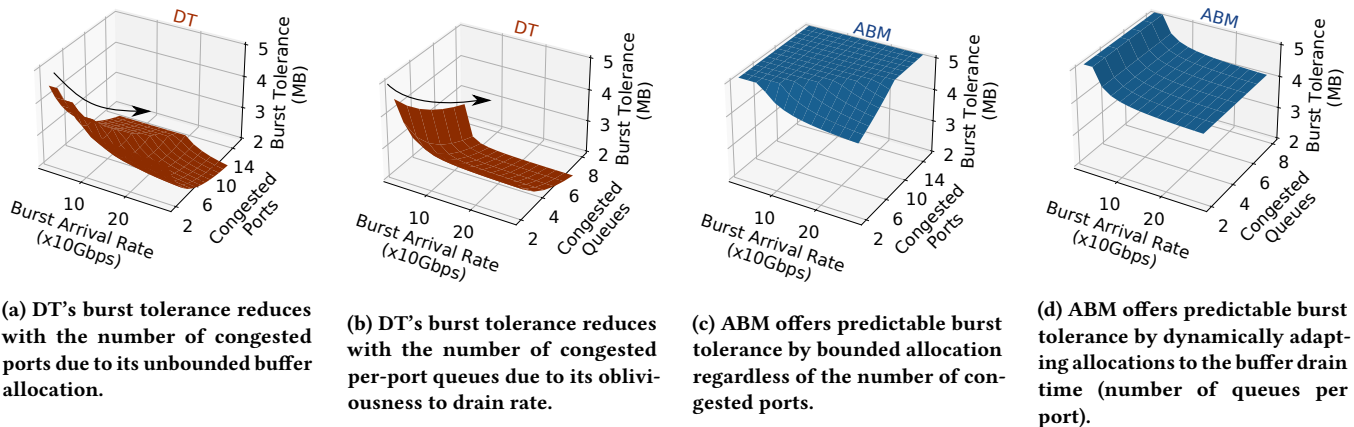 DT
5
4
3
2
Burst Tolerance
(MB)
14
10
6
2
Congested
Ports
10
20
Burst Arrival Rate
(x10Gbps)
DT
5
4
3
2
Burst Tolerance
(MB)
8
6
4
2
Congested
Queues
10
20
Burst Arrival Rate
(x10Gbps)
ABM
5
4
3
2
Burst Tolerance
(MB)
14
10
6
2
Congested
Ports
10
20
Burst Arrival Rate
(x10Gbps)
ABM
5
4
3
2
Burst Tolerance
(MB)
8
6
4
2
Congested
Queues
10
20
Burst Arrival Rate
(x10Gbps)
(a) DT's burst tolerance reduces
with the number of congested
ports due to its unbounded buffer
allocation.
(b) DT's burst tolerance reduces
with the number of congested
per-port queues due to its oblivi-
ousness to drain rate.
(c) ABM offers predictable burst
tolerance by bounded allocation
regardless of the number of con-
gested ports.
(d) ABM offers predictable burst
tolerance by dynamically adapt-
ing allocations to the buffer drain
time (number of queues per
port).